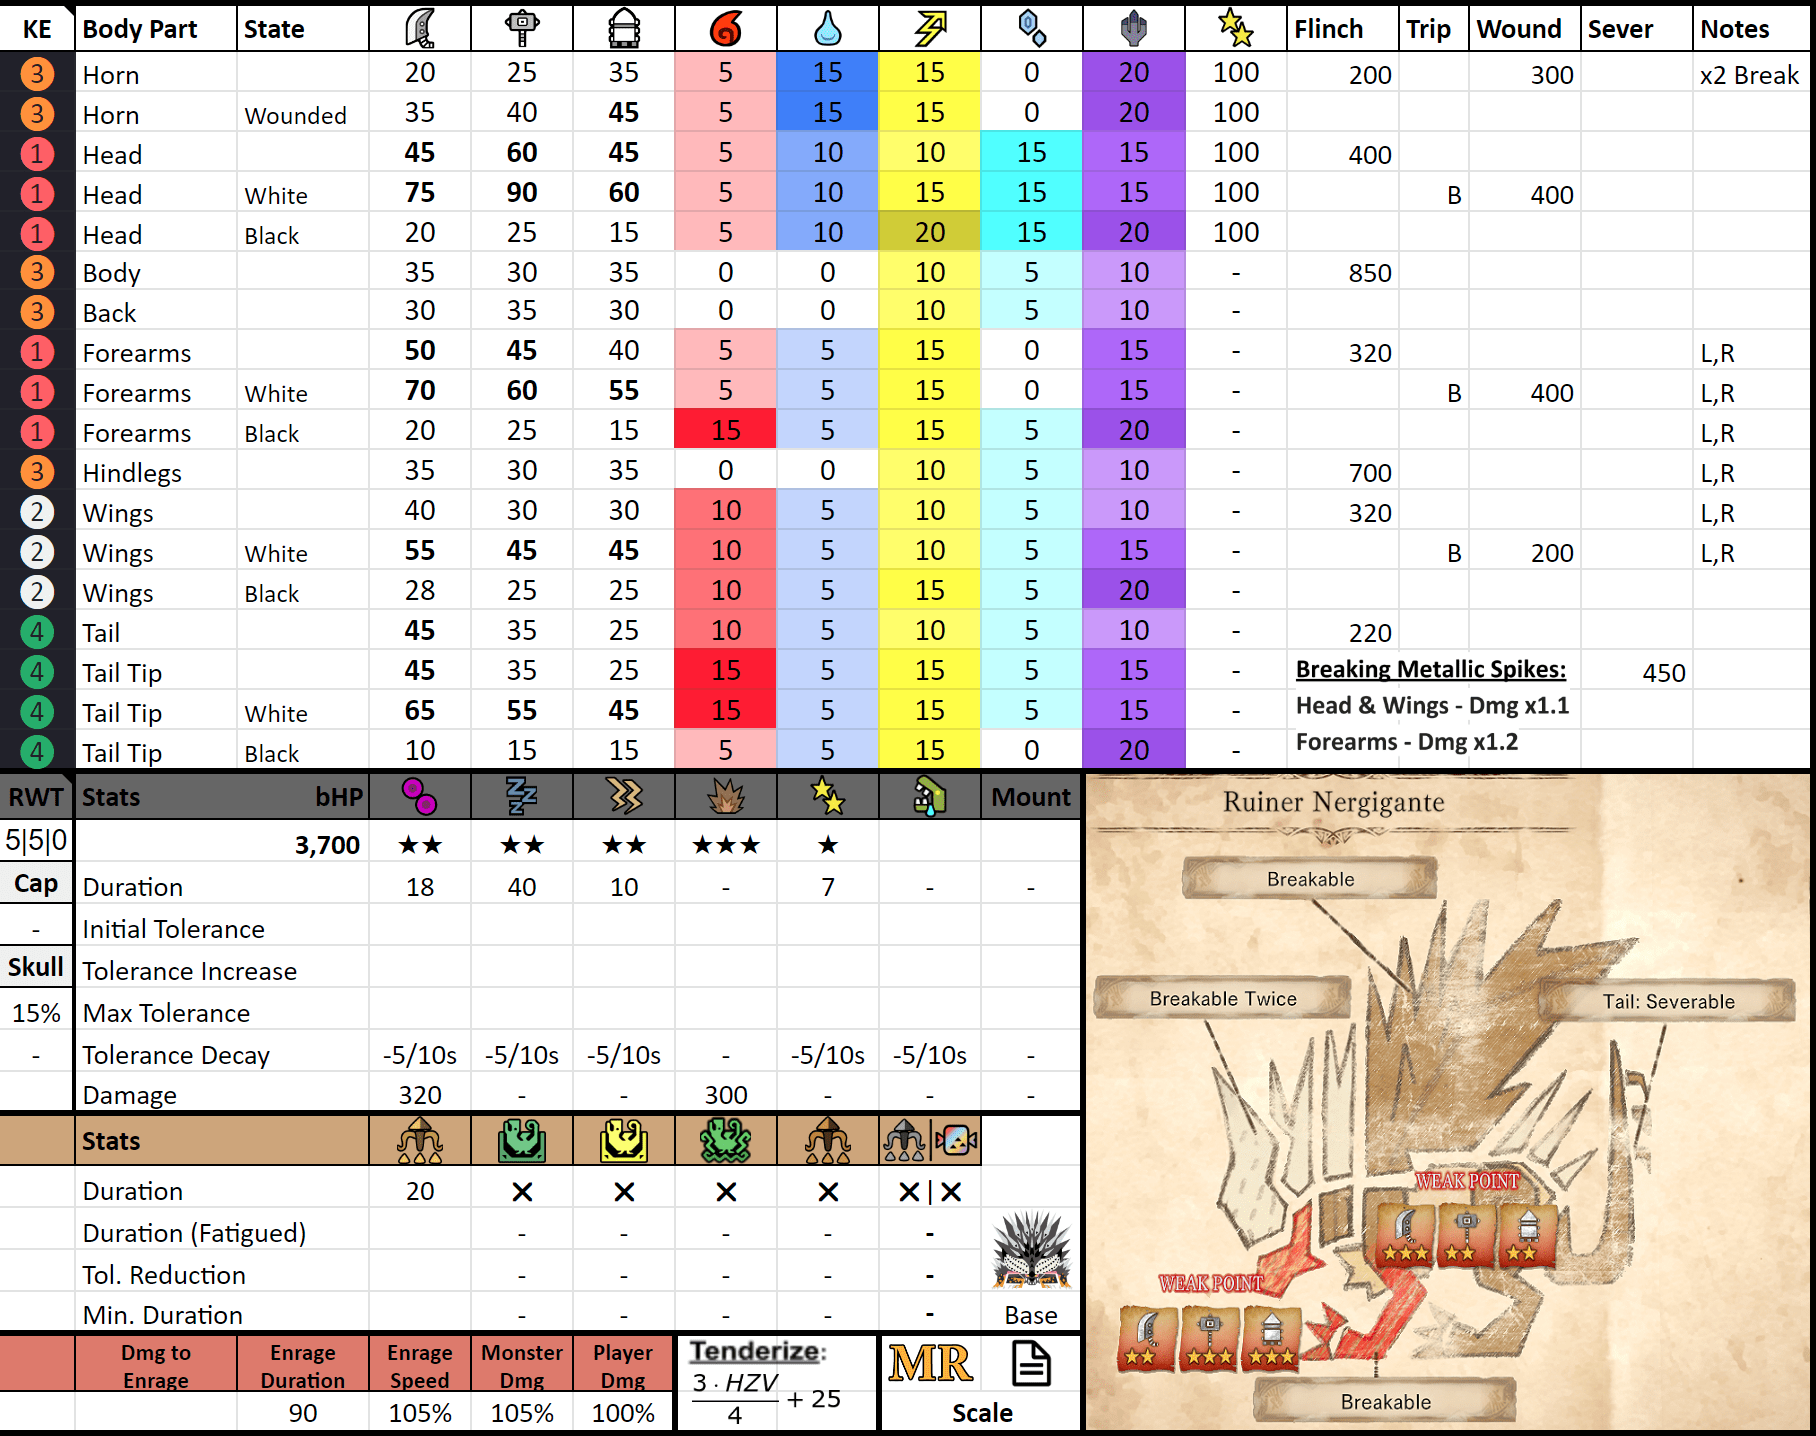 KE Body Part State Flinch Trip Wound Sever Notes
3 Horn 20 25 35 5 15 15 0 20 100 200 300 x2 Break
3 Horn Wounded 35 40 45 5 15 15 0 20 100
1 Head 45 60 45 5 10 10 15 15 100 400
1 Head White 75 90 60 5 10 15 15 15 100 B 400
1 Head Black 20 25 15 5 10 20 15 20 100
3 Body 35 30 35 0 0 10 5 10 - 850
3 Back 30 35 30 0 0 10 5 10 -
1 Forearms 50 45 40 5 5 15 0 15 - 320 L,R
1 Forearms White 70 60 55 5 5 15 0 15 - B 400 L,R
1 Forearms Black 20 25 15 15 5 15 5 20 - L,R
3 Hindlegs 35 30 35 0 0 10 5 10 - 700 L,R
2 Wings 40 30 30 10 5 10 5 10 - 320 L,R
2 Wings White 55 45 45 10 5 10 5 15 - B 200 L,R
2 Wings Black 28 25 25 10 5 15 5 20 -
4 Tail 45 35 25 10 5 10 5 10 - 220
4 Tail Tip 45 35 25 15 5 15 5 15 - Breaking Metallic Spikes: 450
4 Tail Tip White 65 55 45 15 5 15 5 15 - Head & Wings - Dmg x1.1
4 Tail Tip Black 10 15 15 5 5 15 0 20 - Forearms - Dmg x1.2
RWT Stats bHP Mount
5|5|0 3,700 ★★ ★★ ★★ ★★★ ★
Cap Duration 18 40 10 - 7 - -
- Initial Tolerance
Skull Tolerance Increase
15% Max Tolerance
- Tolerance Decay -5/10s -5/10s -5/10s - -5/10s -5/10s -
Damage 320 - - 300 - - -
Stats
Duration 20 ✕ ✕ ✕ ✕ ✕ | ✕
Duration (Fatigued) - - - - -
Tol. Reduction - - - - -
Min. Duration - - - - - Base
Dmg to Enrage
Enrage Duration
Enrage Speed
Monster Dmg
Player Dmg
90 105% 105% 100%
Tenderize:
3 · HZV
4
+ 25
MR
Scale
Ruiner Nergigante
Breakable
Breakable Twice
Tail: Severable
WEAK POINT
WEAK POINT
Breakable